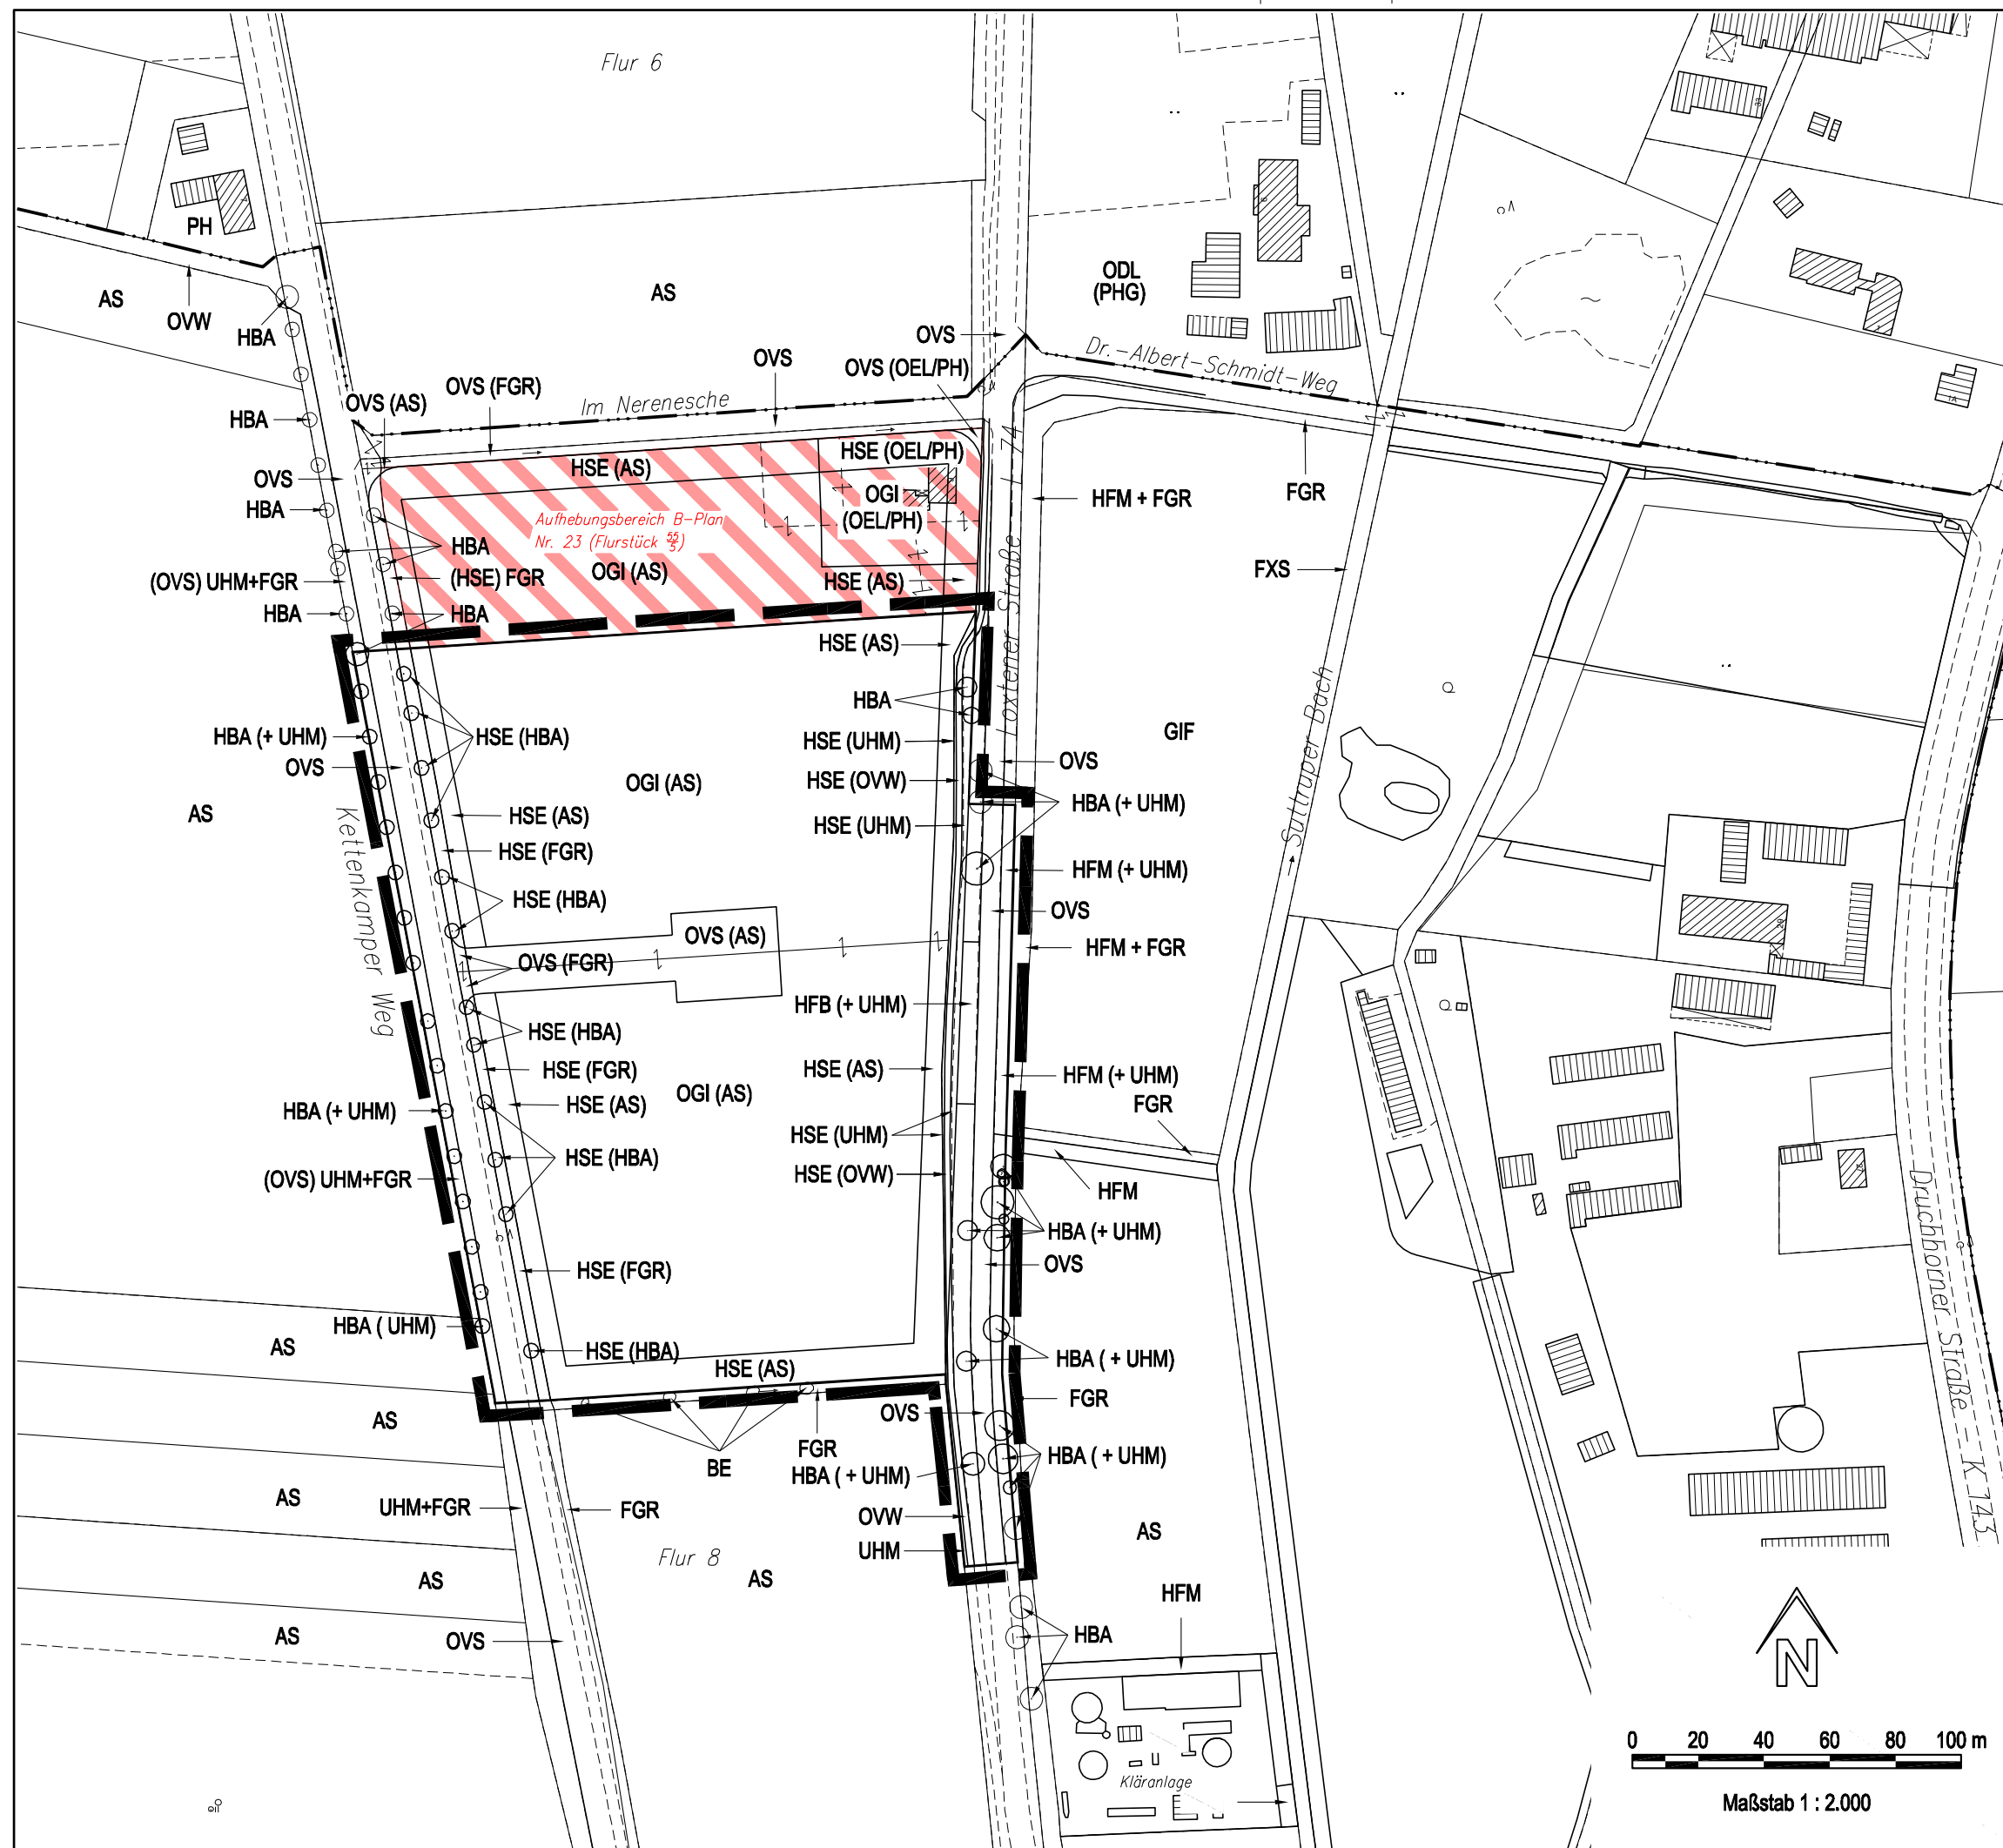 Flur 6
PH
AS
OVW
HBA
AS
ODL
(PHG)
OVS
OVS
OVS (OEL/PH)
Dr.-Albert-Schmidt-Weg
OVS (AS)
OVS (FGR)
Im Nerenesche
HBA
OVS
HBA
HSE (AS)
HSE (OEL/PH)
OGI
(OEL/PH)
Aufhebungsbereich B-Plan
Nr. 23 (Flurstück 55/5)
HFM + FGR
FGR
HBA
(HSE) FGR
OGI (AS)
HSE (AS)
(OVS) UHM+FGR
HBA
HBA
FXS
Loxtener Straße L 74
HSE (AS)
HBA
HBA (+ UHM)
OVS
HSE (HBA)
HSE (UHM)
HSE (OVW)
HSE (UHM)
GIF
OVS
HBA (+ UHM)
OGI (AS)
AS
HSE (AS)
HSE (FGR)
HSE (HBA)
Kettenkamper Weg
Suttruper Bach
HFM (+ UHM)
OVS
HFM + FGR
OVS (AS)
OVS (FGR)
HFB (+ UHM)
HSE (HBA)
HSE (FGR)
HSE (AS)
OGI (AS)
HSE (AS)
HFM (+ UHM)
FGR
HBA (+ UHM)
HSE (UHM)
HSE (HBA)
HSE (OVW)
(OVS) UHM+FGR
HFM
HBA (+ UHM)
OVS
HSE (FGR)
HBA ( UHM)
AS
HSE (HBA)
HSE (AS)
HBA ( + UHM)
FGR
AS
OVS
BE
FGR
HBA ( + UHM)
HBA ( + UHM)
AS
UHM+FGR
FGR
OVW
UHM
AS
Flur 8
AS
AS
HFM
AS
OVS
HBA
Kläranlage
Druchhorner Straße - K 143
N
0 20 40 60 80 100 m
Maßstab 1 : 2.000